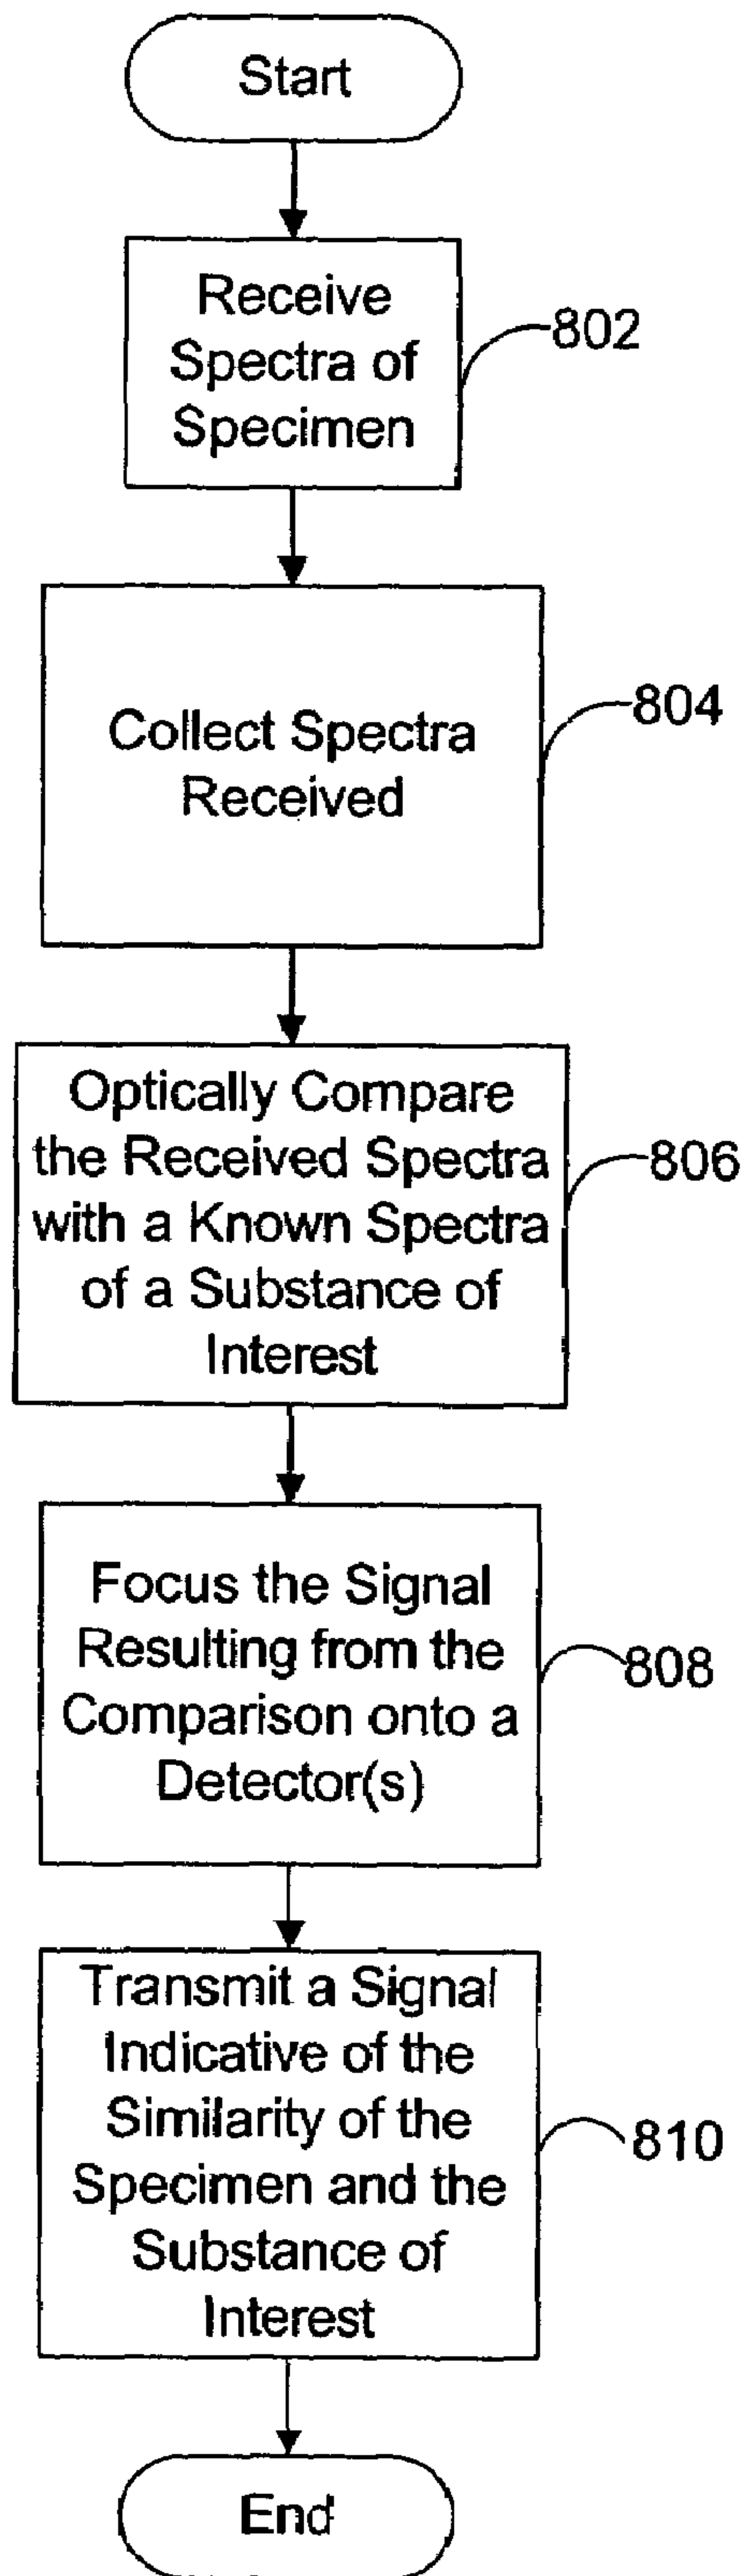 Start
Receive
Spectra of
Specimen
802
Collect Spectra
Received
804
Optically Compare
the Received Spectra
with a Known Spectra
of a Substance of
Interest
806
Focus the Signal
Resulting from the
Comparison onto a
Detector(s)
808
Transmit a Signal
Indicative of the
Similarity of the
Specimen and the
Substance of
Interest
810
End